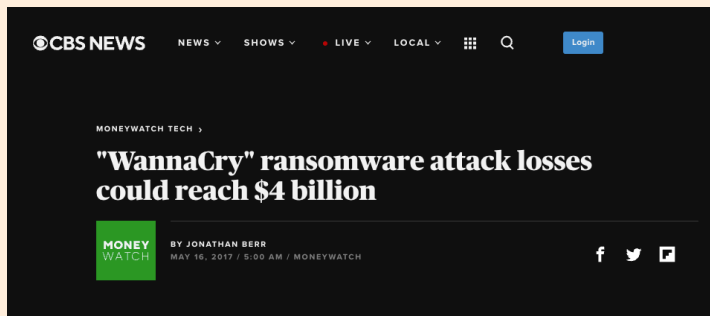 CBS NEWS NEWS SHOWS LIVE LOCAL Login
MONEYWATCH TECH ›
"WannaCry" ransomware attack losses
could reach $4 billion
MONEY
WATCH
BY JONATHAN BERR
MAY 16, 2017 / 5:00 AM / MONEYWATCH